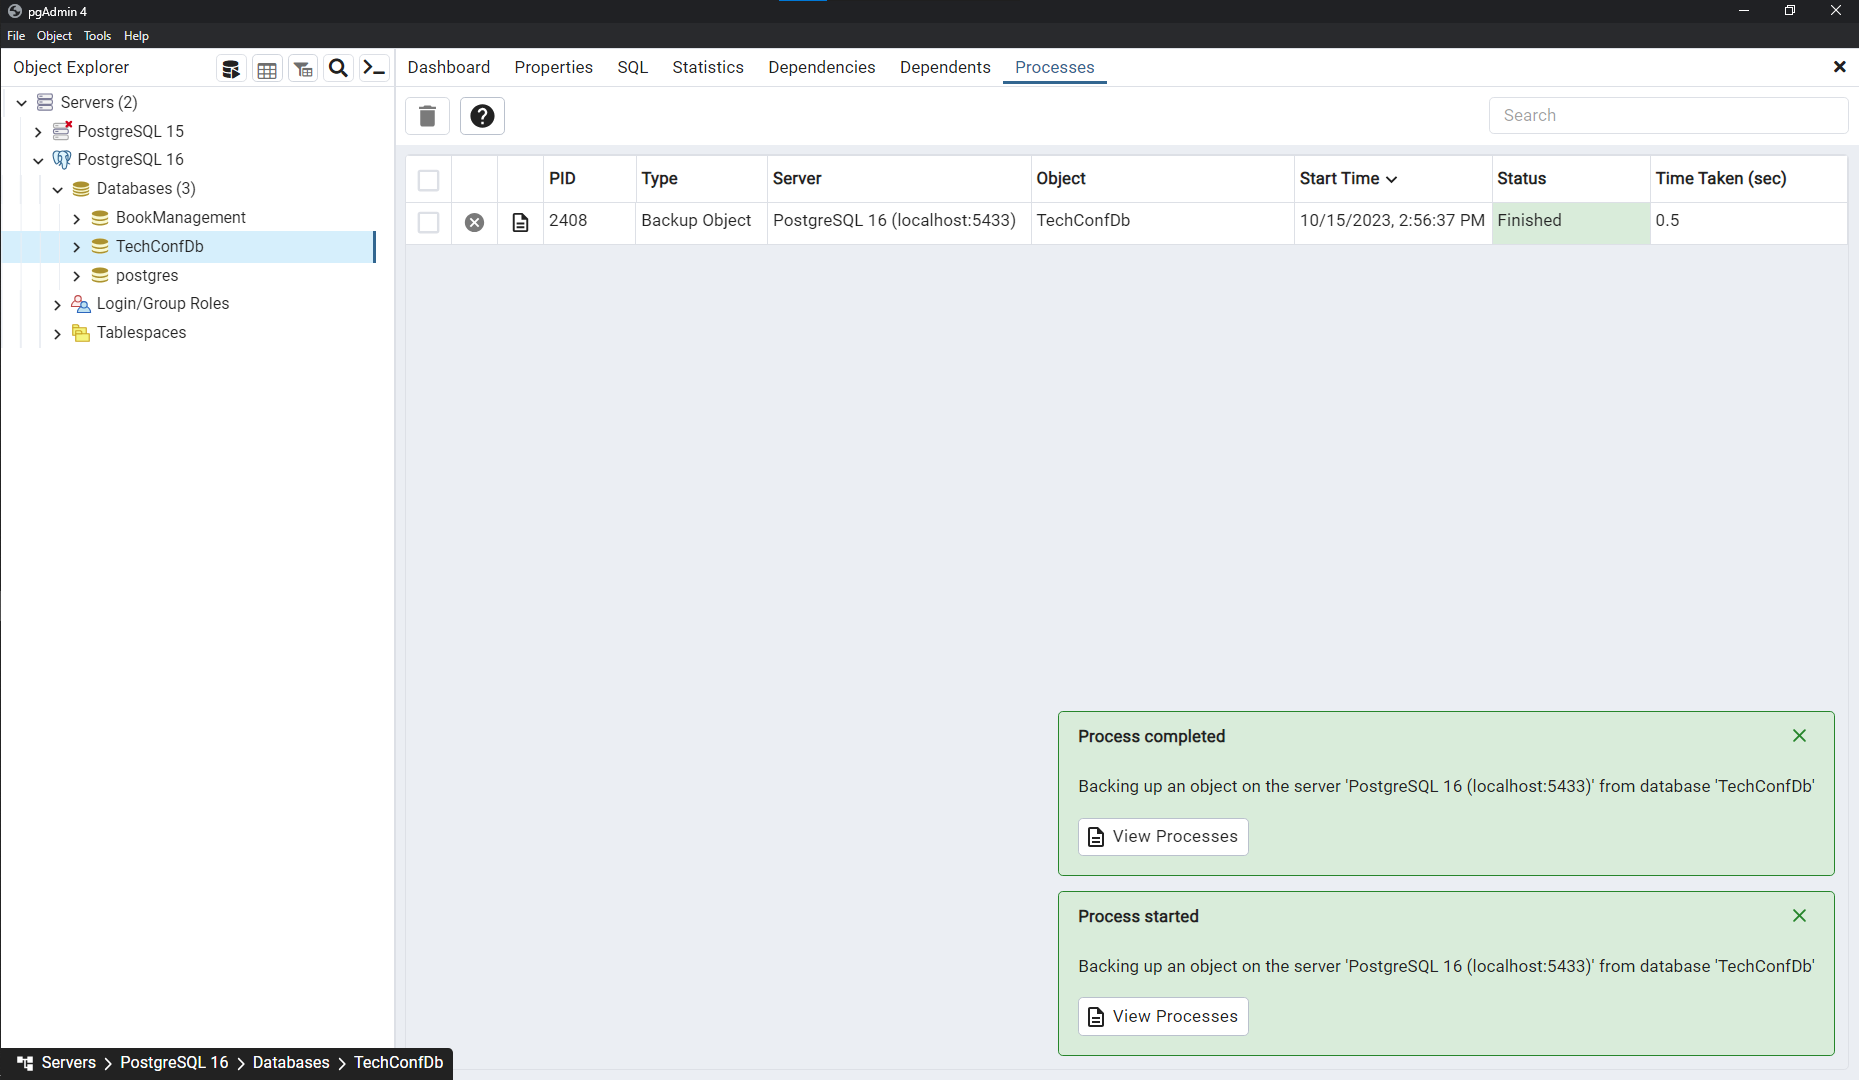 pgAdmin 4
File Object Tools Help
Object Explorer
Dashboard Properties SQL Statistics Dependencies Dependents Processes
Search
Servers (2)
PostgreSQL 15
PostgreSQL 16
Databases (3)
BookManagement
TechConfDb
postgres
Login/Group Roles
Tablespaces
PID Type Server Object Start Time Status Time Taken (sec)
2408 Backup Object PostgreSQL 16 (localhost:5433) TechConfDb 10/15/2023, 2:56:37 PM Finished 0.5
Process completed
Backing up an object on the server 'PostgreSQL 16 (localhost:5433)' from database 'TechConfDb'
View Processes
Process started
Backing up an object on the server 'PostgreSQL 16 (localhost:5433)' from database 'TechConfDb'
View Processes
Servers > PostgreSQL 16 > Databases > TechConfDb